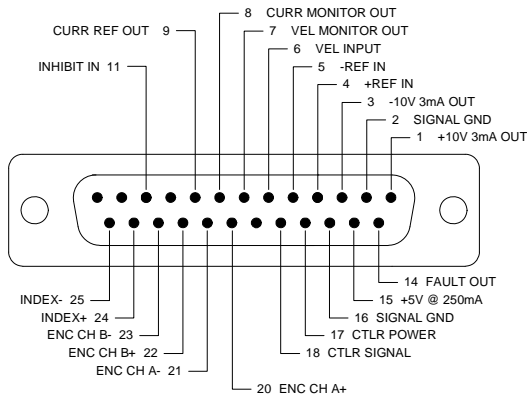 8 CURR MONITOR OUT
CURR REF OUT 9
7 VEL MONITOR OUT
6 VEL INPUT
INHIBIT IN 11
5 -REF IN
4 +REF IN
3 -10V 3mA OUT
2 SIGNAL GND
1 +10V 3mA OUT
14 FAULT OUT
INDEX- 25
15 +5V @ 250mA
INDEX+ 24
16 SIGNAL GND
ENC CH B- 23
17 CTLR POWER
ENC CH B+ 22
18 CTLR SIGNAL
ENC CH A- 21
20 ENC CH A+